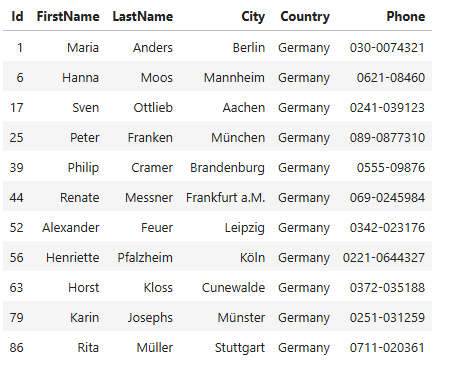 Id FirstName LastName City Country Phone
1 Maria Anders Berlin Germany 030-0074321
6 Hanna Moos Mannheim Germany 0621-08460
17 Sven Ottlieb Aachen Germany 0241-039123
25 Peter Franken München Germany 089-0877310
39 Philip Cramer Brandenburg Germany 0555-09876
44 Renate Messner Frankfurt a.M. Germany 069-0245984
52 Alexander Feuer Leipzig Germany 0342-023176
56 Henriette Pfalzheim Köln Germany 0221-0644327
63 Horst Kloss Cunewalde Germany 0372-035188
79 Karin Josephs Münster Germany 0251-031259
86 Rita Müller Stuttgart Germany 0711-020361